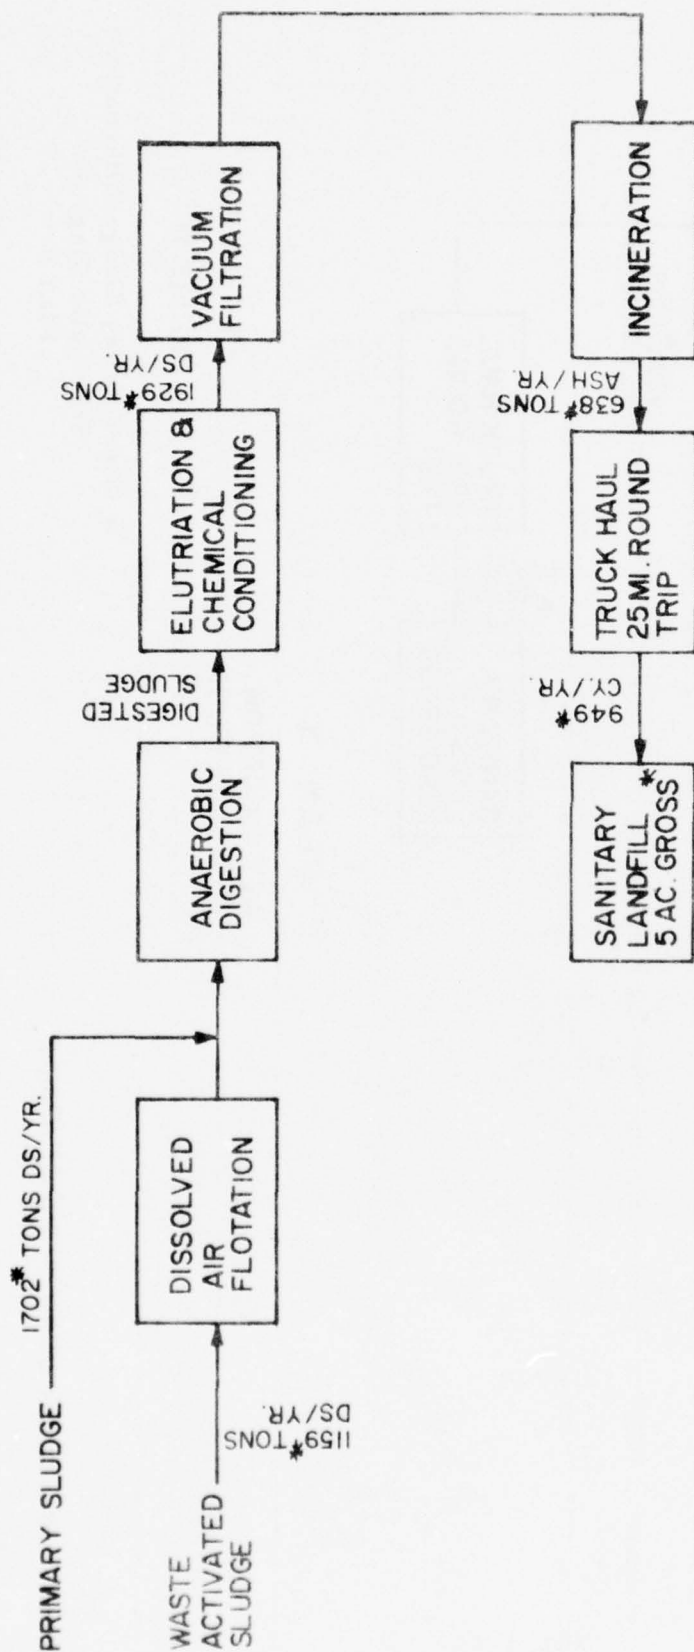 PRIMARY SLUDGE
1702* TONS DS/YR.
WASTE
ACTIVATED
SLUDGE
1159* TONS
DS/YR.
DISSOLVED
AIR
FLOTATION
ANAEROBIC
DIGESTION
DIGESTED
SLUDGE
ELUTRIATION &
CHEMICAL
CONDITIONING
1929* TONS
DS/YR.
VACUUM
FILTRATION
INCINERATION
638* TONS
ASH/YR.
TRUCK HAUL
25 MI. ROUND
TRIP
949*
CY./YR.
SANITARY
LANDFILL*
5 AC. GROSS